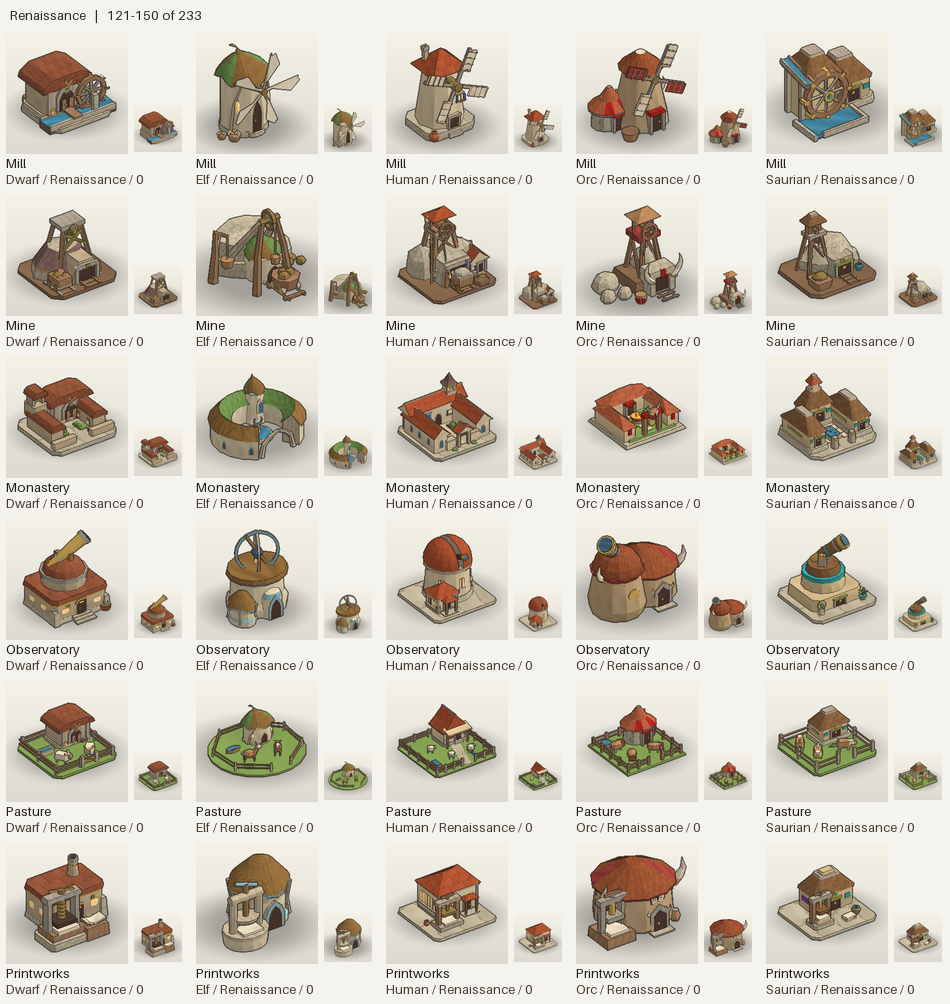 Renaissance | 121-150 of 233
Mill
Dwarf / Renaissance / 0
Mill
Elf / Renaissance / 0
Mill
Human / Renaissance / 0
Mill
Orc / Renaissance / 0
Mill
Saurian / Renaissance / 0
Mine
Dwarf / Renaissance / 0
Mine
Elf / Renaissance / 0
Mine
Human / Renaissance / 0
Mine
Orc / Renaissance / 0
Mine
Saurian / Renaissance / 0
Monastery
Dwarf / Renaissance / 0
Monastery
Elf / Renaissance / 0
Monastery
Human / Renaissance / 0
Monastery
Orc / Renaissance / 0
Monastery
Saurian / Renaissance / 0
Observatory
Dwarf / Renaissance / 0
Observatory
Elf / Renaissance / 0
Observatory
Human / Renaissance / 0
Observatory
Orc / Renaissance / 0
Observatory
Saurian / Renaissance / 0
Pasture
Dwarf / Renaissance / 0
Pasture
Elf / Renaissance / 0
Pasture
Human / Renaissance / 0
Pasture
Orc / Renaissance / 0
Pasture
Saurian / Renaissance / 0
Printworks
Dwarf / Renaissance / 0
Printworks
Elf / Renaissance / 0
Printworks
Human / Renaissance / 0
Printworks
Orc / Renaissance / 0
Printworks
Saurian / Renaissance / 0